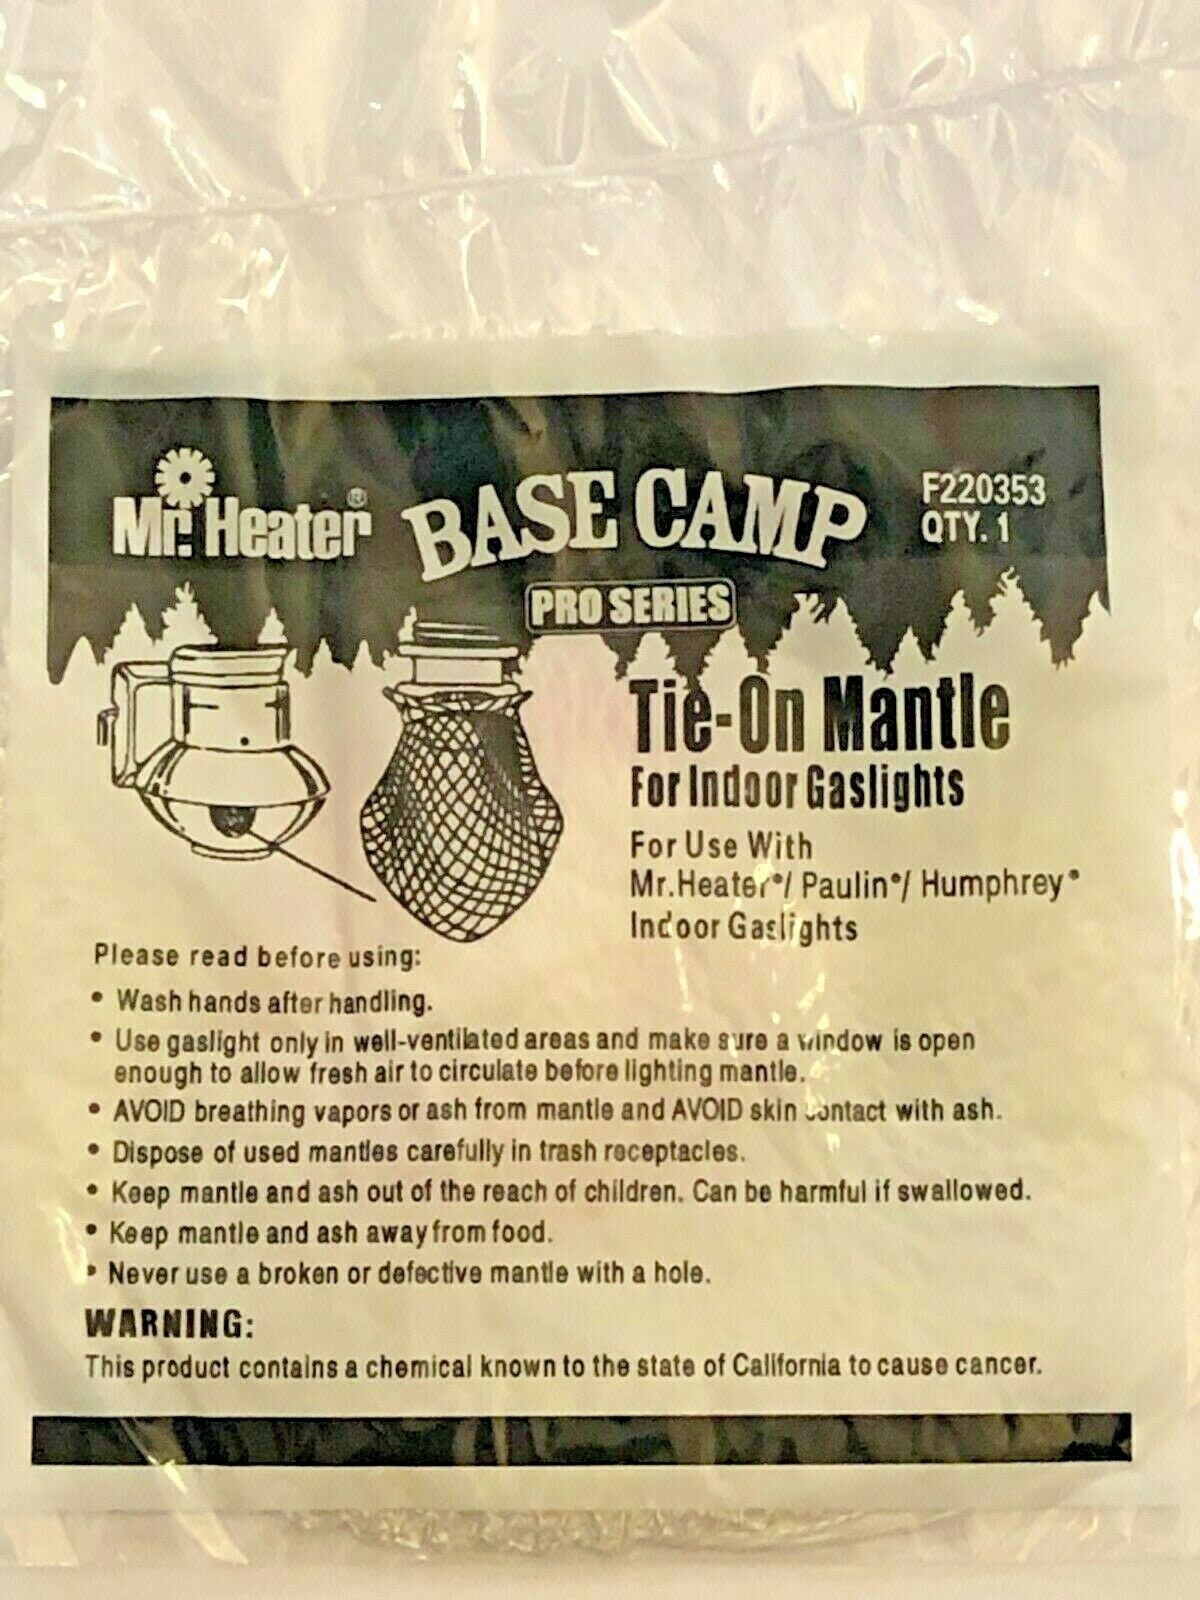 Mr. Heater®
BASE CAMP
PRO SERIES
F220353
QTY. 1
Tie-On Mantle
For Indoor Gaslights
For Use With
Mr.Heater®/ Paulin®/ Humphrey®
Indoor Gaslights
Please read before using:
• Wash hands after handling.
• Use gaslight only in well-ventilated areas and make sure a window is open
enough to allow fresh air to circulate before lighting mantle.
• AVOID breathing vapors or ash from mantle and AVOID skin contact with ash.
• Dispose of used mantles carefully in trash receptacles.
• Keep mantle and ash out of the reach of children. Can be harmful if swallowed.
• Keep mantle and ash away from food.
• Never use a broken or defective mantle with a hole.
WARNING:
This product contains a chemical known to the state of California to cause cancer.